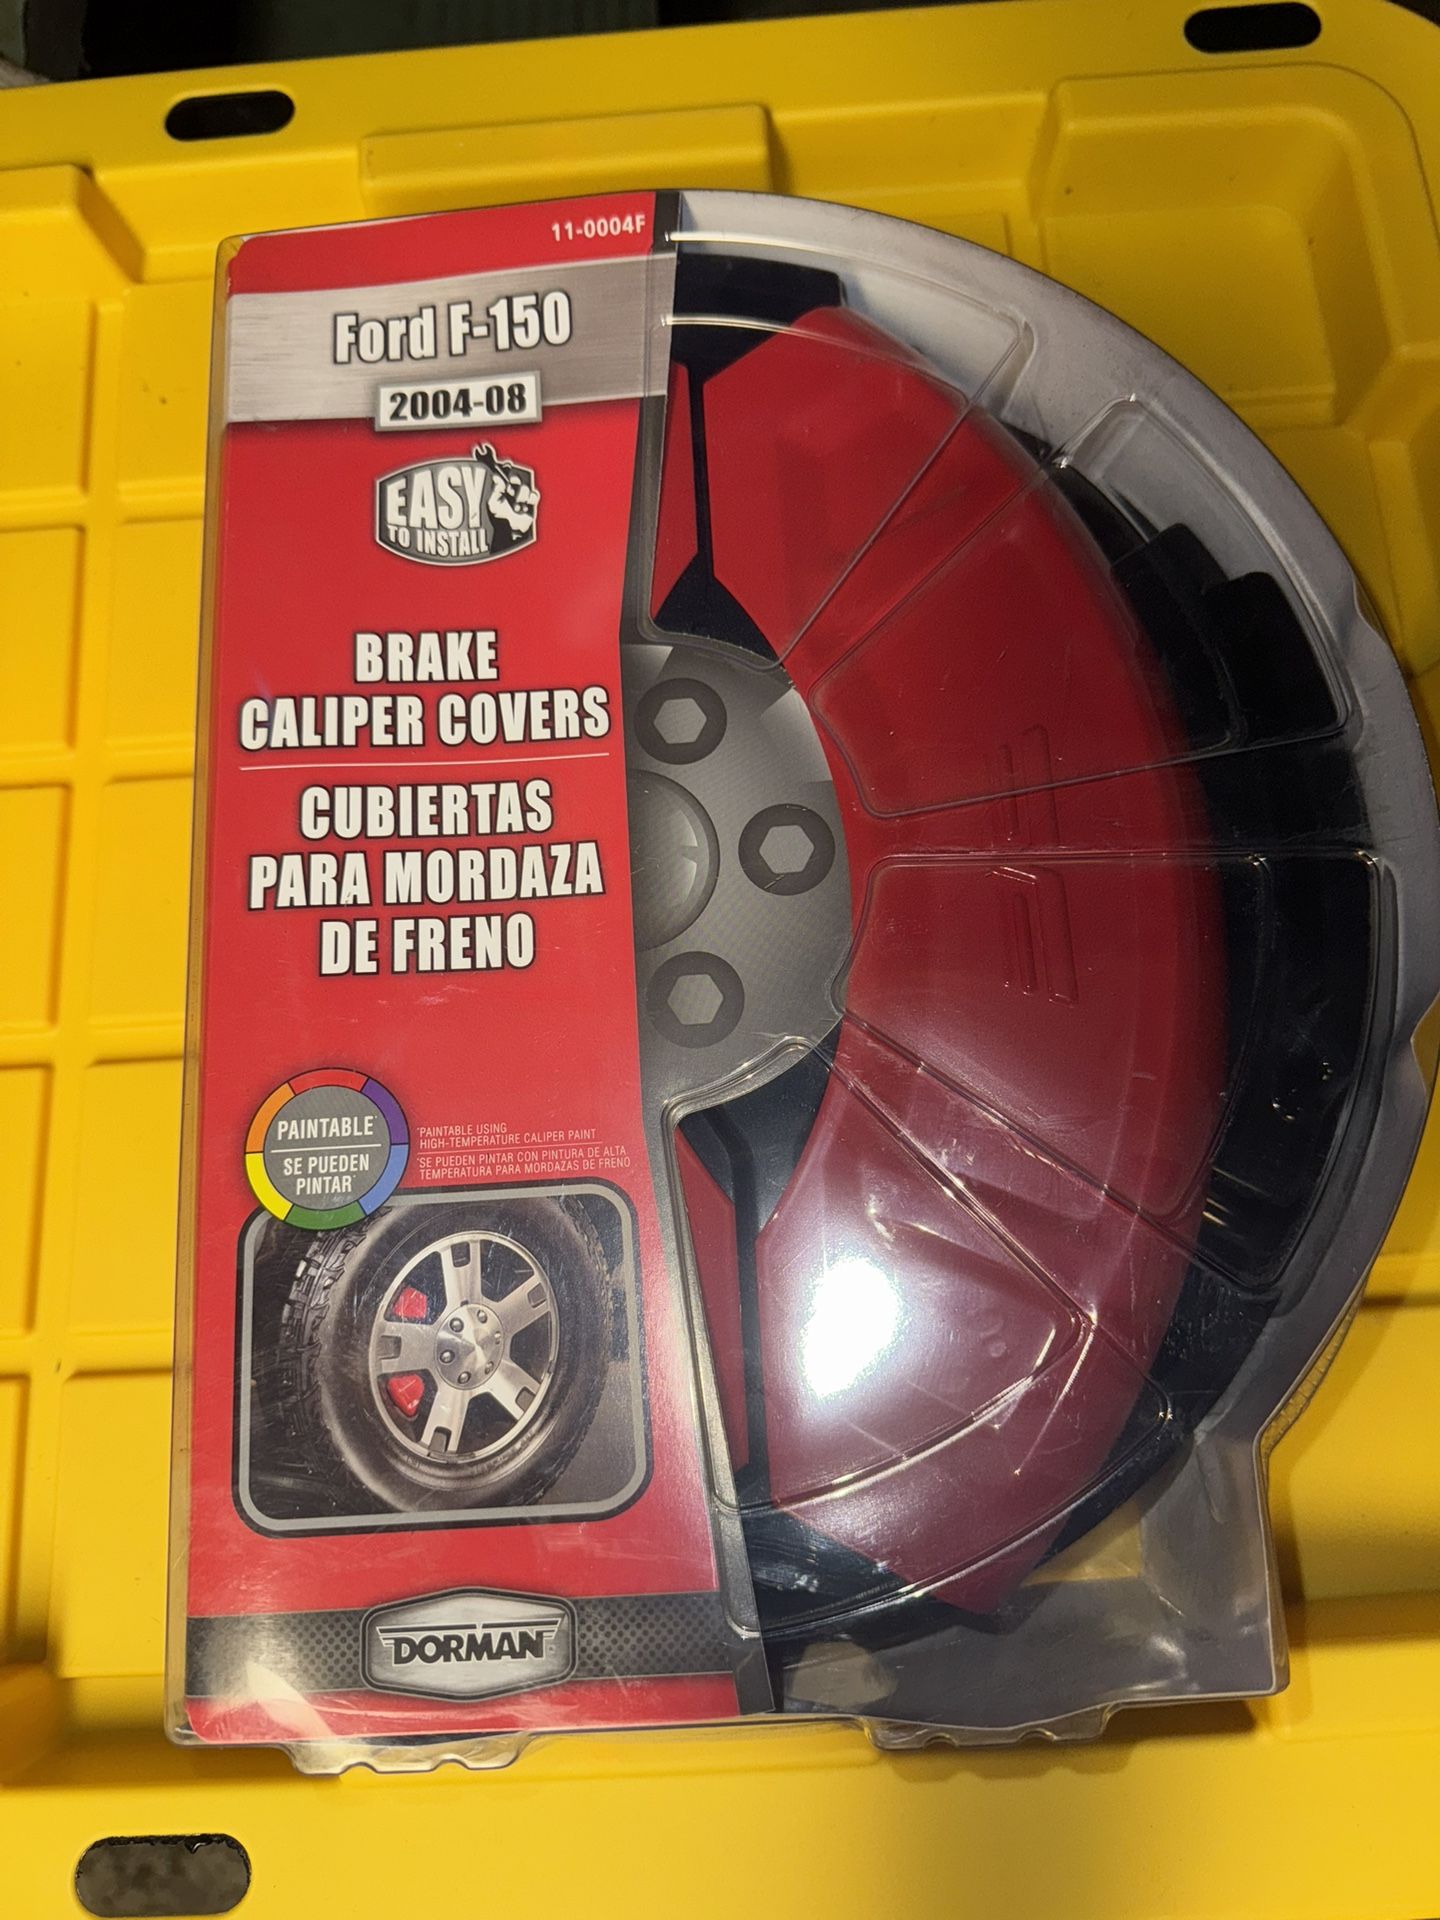 11-0004F
Ford F-150
2004-08
EASY
TO INSTALL
BRAKE
CALIPER COVERS
CUBIERTAS
PARA MORDAZA
DE FRENO
PAINTABLE*
SE PUEDEN
PINTAR*
*PAINTABLE USING
HIGH-TEMPERATURE CALIPER PAINT
*SE PUEDEN PINTAR CON PINTURA DE ALTA
TEMPERATURA PARA MORDAZAS DE FRENO
DORMAN®